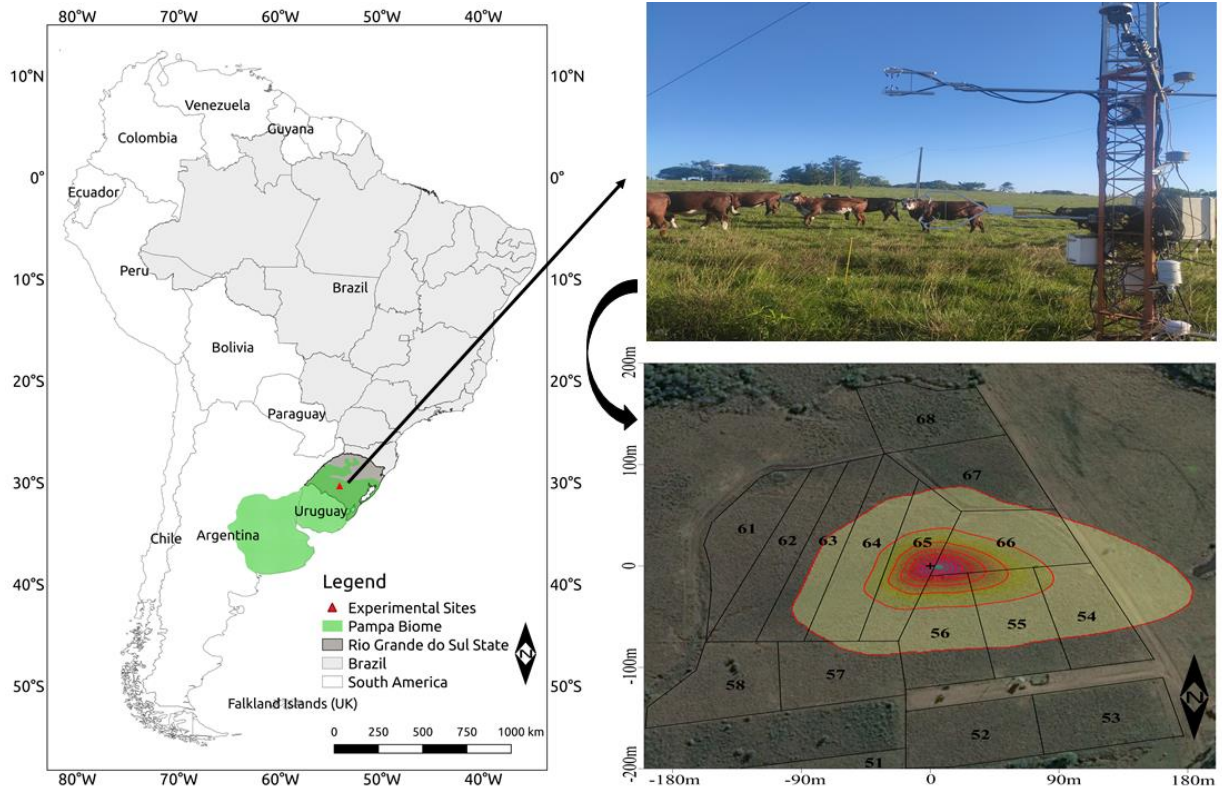 80°W 70°W 60°W 50°W 40°W
10°N 10°N
Venezuela
Guyana
Colombia
0° 0°
Ecuador
Peru
Brazil
10°S 10°S
Bolivia
20°S 20°S
Paraguay
30°S 30°S
Uruguay
Argentina
Chile
40°S 40°S
50°S 50°S
Legend
Experimental Sites
Pampa Biome
Rio Grande do Sul State
Brazil
South America
N
Falkland Islands (UK)
0 250 500 750 1000 km
80°W 70°W 60°W 50°W 40°W
200m
100m
0
-100m
-200m
68
67
61 62 63 64 65 66
56 55 54
58 57
53
52
51
N
-180m -90m 0 90m 180m